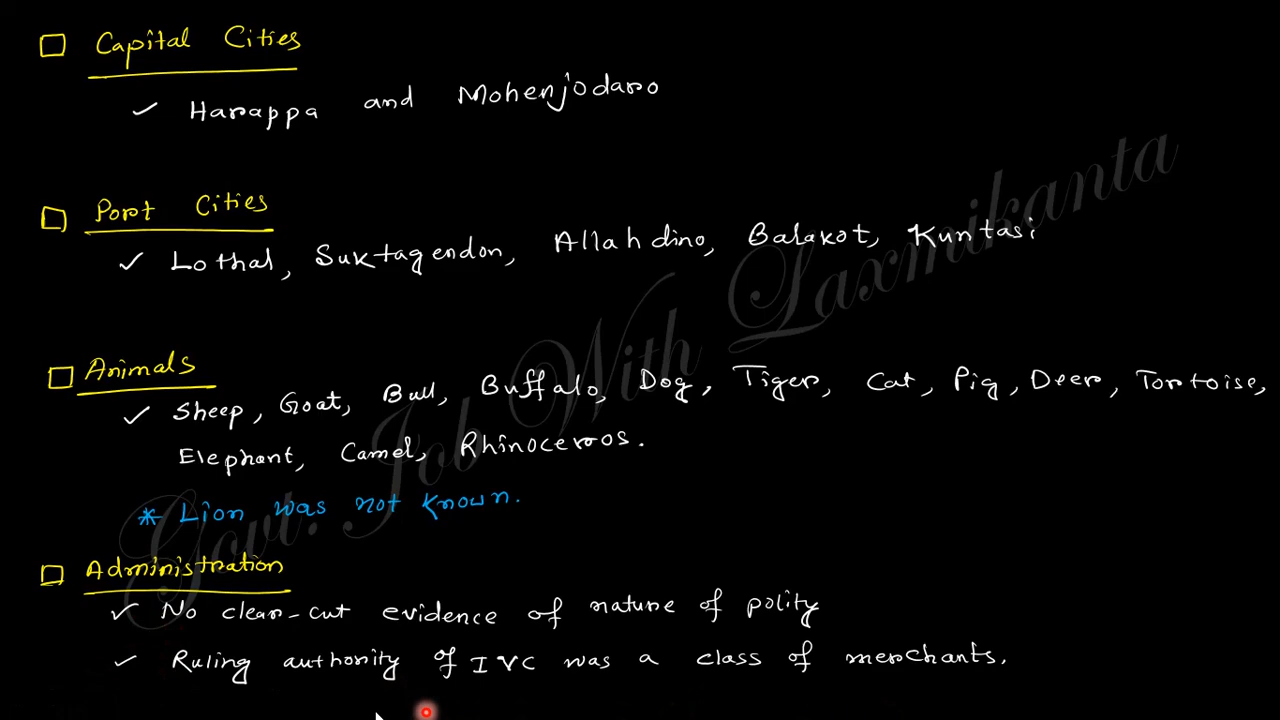 Capital Cities
✓ Harappa and Mohenjodaro
Port Cities
✓ Lothal, Suktagendon, Allahdino, Balakot, Kuntasi
Animals
✓ Sheep, Goat, Bull, Buffalo, Dog, Tiger, Cat, Pig, Deer, Tortoise,
Elephant, Camel, Rhinoceros.
* Lion was not known.
Administration
✓ No clear-cut evidence of nature of polity
✓ Ruling authority of IVC was a class of merchants.
Govt. Job With Laxmikanta